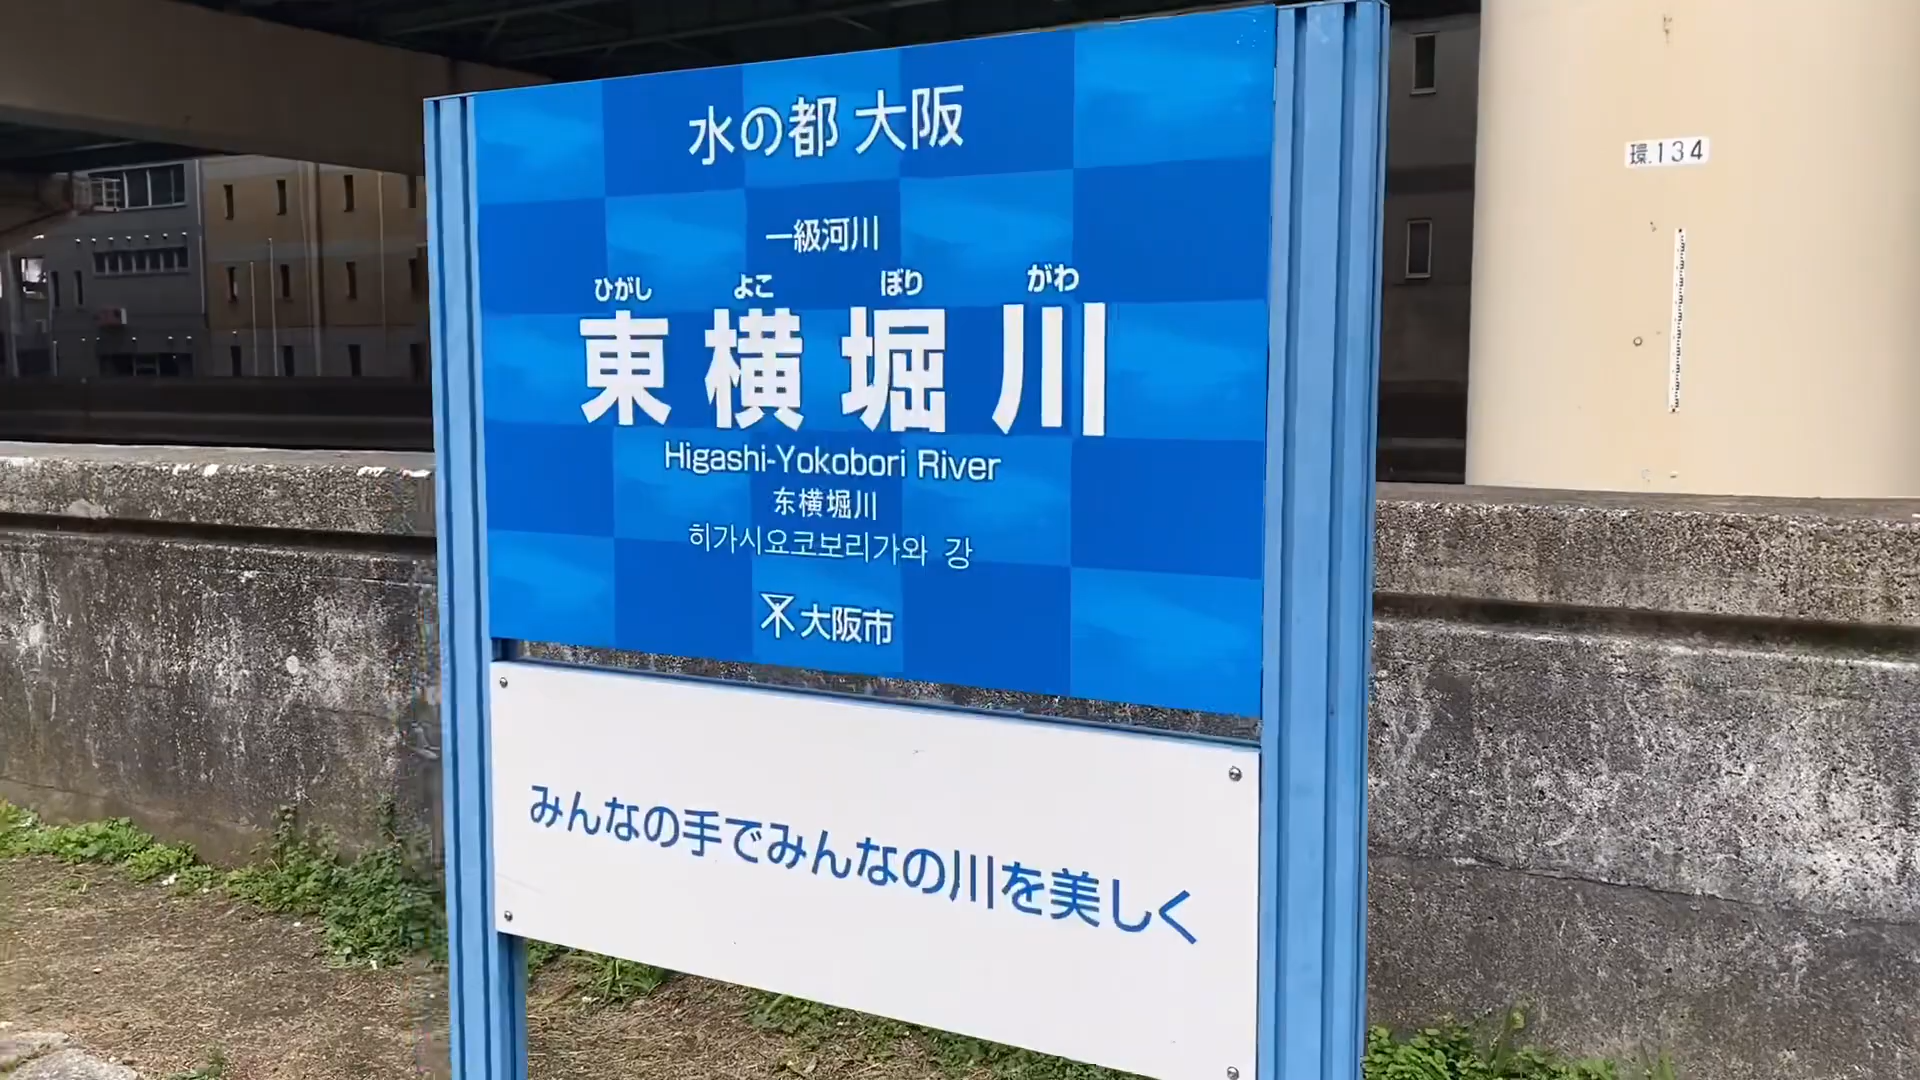 水の都 大阪
一級河川
ひがし よこ ぼり がわ
東横堀川
Higashi-Yokobori River
东横堀川
히가시요코보리가와 강
大阪市
みんなの手でみんなの川を美しく
環.134